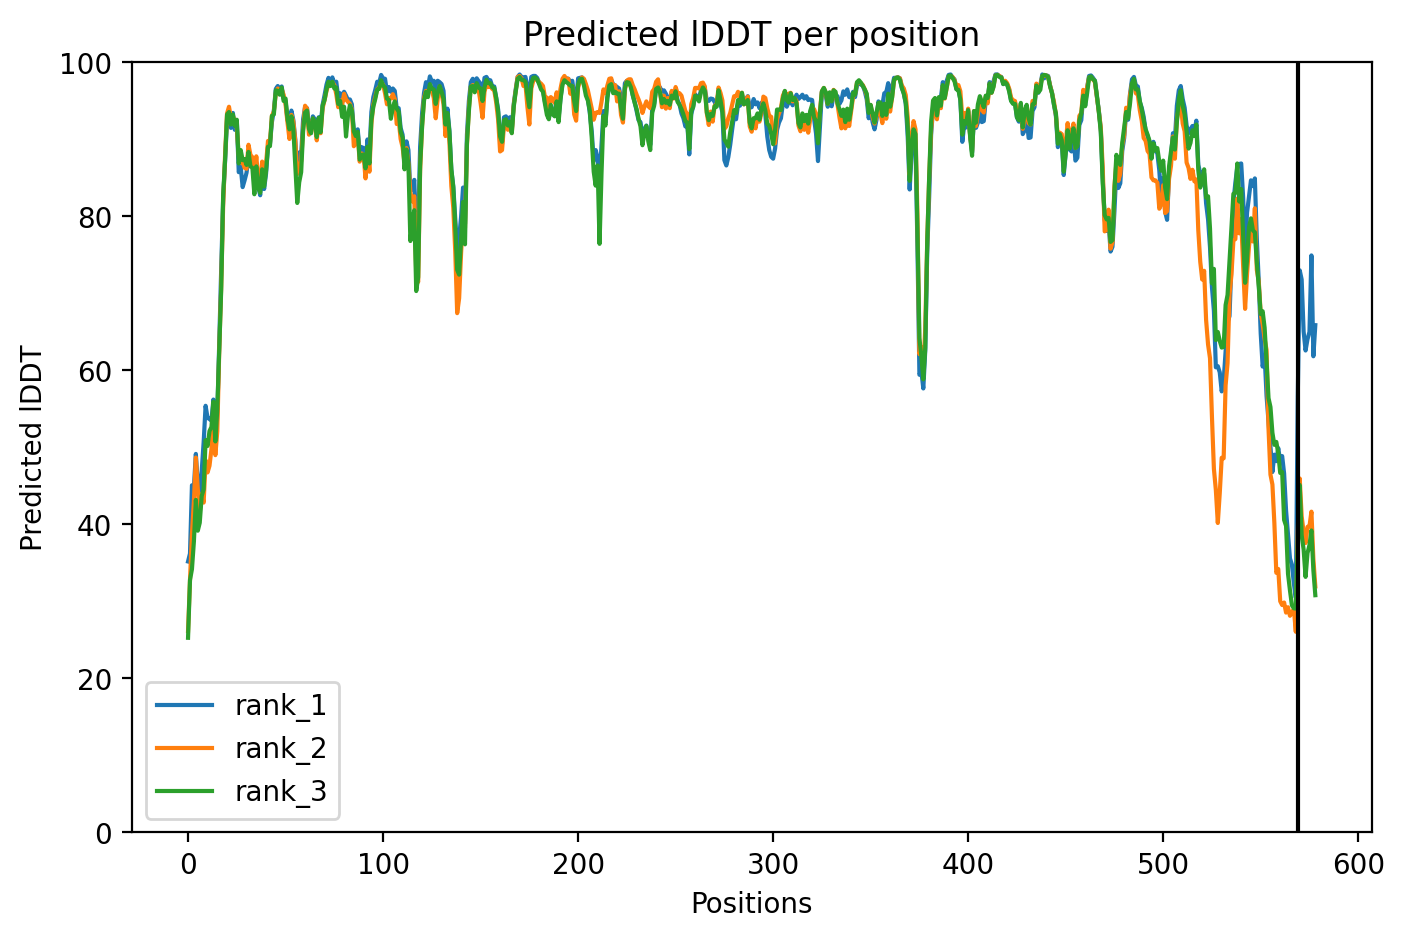 Predicted lDDT per position
100
80
60
40
20
0
Predicted lDDT
rank_1
rank_2
rank_3
0 100 200 300 400 500 600
Positions